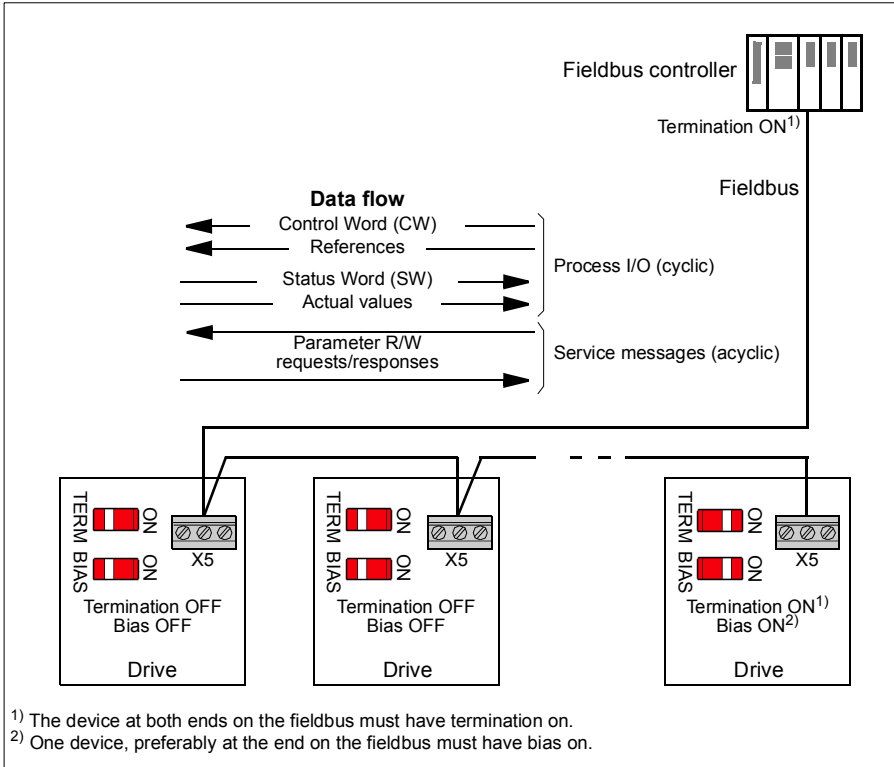 Fieldbus controller
Termination ON1)
Fieldbus
Data flow
Control Word (CW)
References
Status Word (SW)
Actual values
Process I/O (cyclic)
Parameter R/W
requests/responses
Service messages (acyclic)
TERM
ON
BIAS
ON
X5
Termination OFF
Bias OFF
Drive
TERM
ON
BIAS
ON
X5
Termination OFF
Bias OFF
Drive
TERM
ON
BIAS
ON
X5
Termination ON1)
Bias ON2)
Drive
1) The device at both ends on the fieldbus must have termination on.
2) One device, preferably at the end on the fieldbus must have bias on.